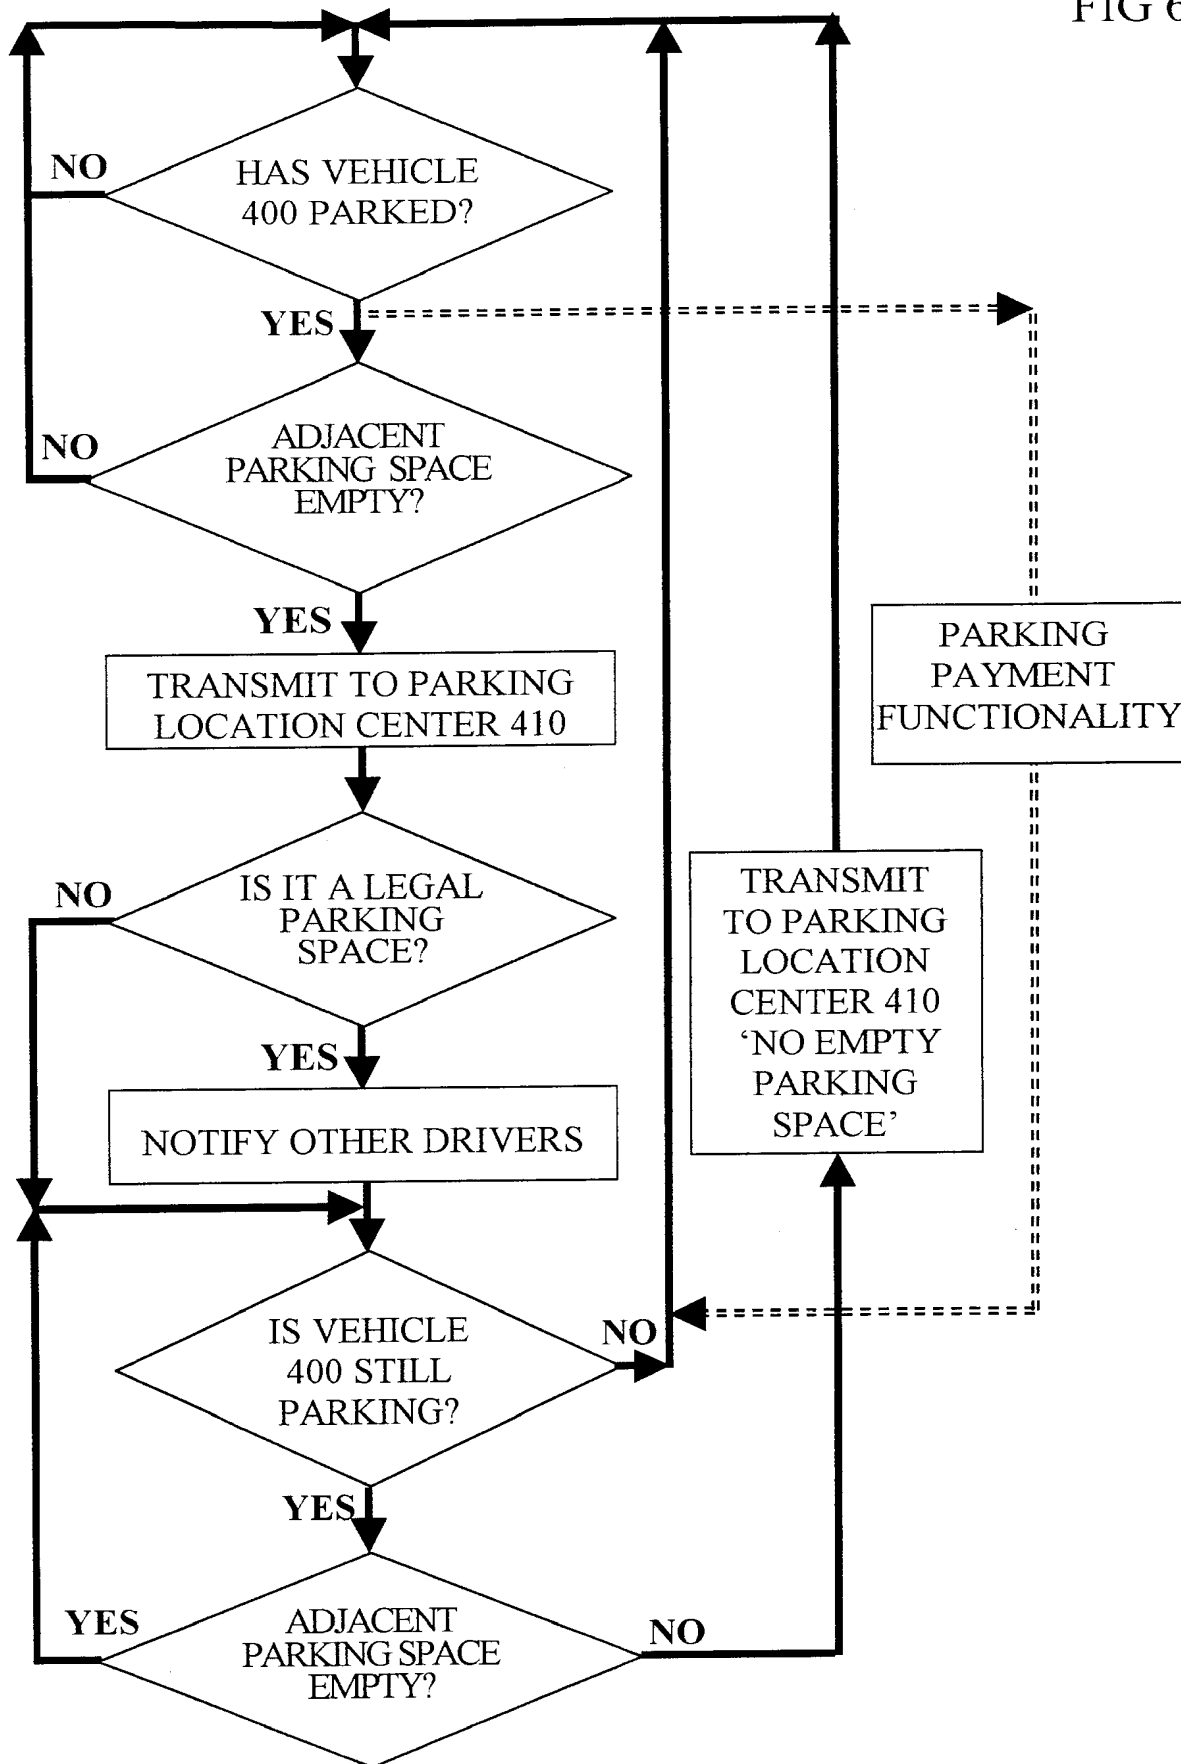 FIG 6
NO
HAS VEHICLE
400 PARKED?
YES
NO
ADJACENT
PARKING SPACE
EMPTY?
YES
TRANSMIT TO PARKING
LOCATION CENTER 410
PARKING
PAYMENT
FUNCTIONALITY
NO
IS IT A LEGAL
PARKING
SPACE?
TRANSMIT
TO PARKING
LOCATION
CENTER 410
‘NO EMPTY
PARKING
SPACE’
YES
NOTIFY OTHER DRIVERS
IS VEHICLE
400 STILL
PARKING?
NO
YES
YES
ADJACENT
PARKING SPACE
EMPTY?
NO